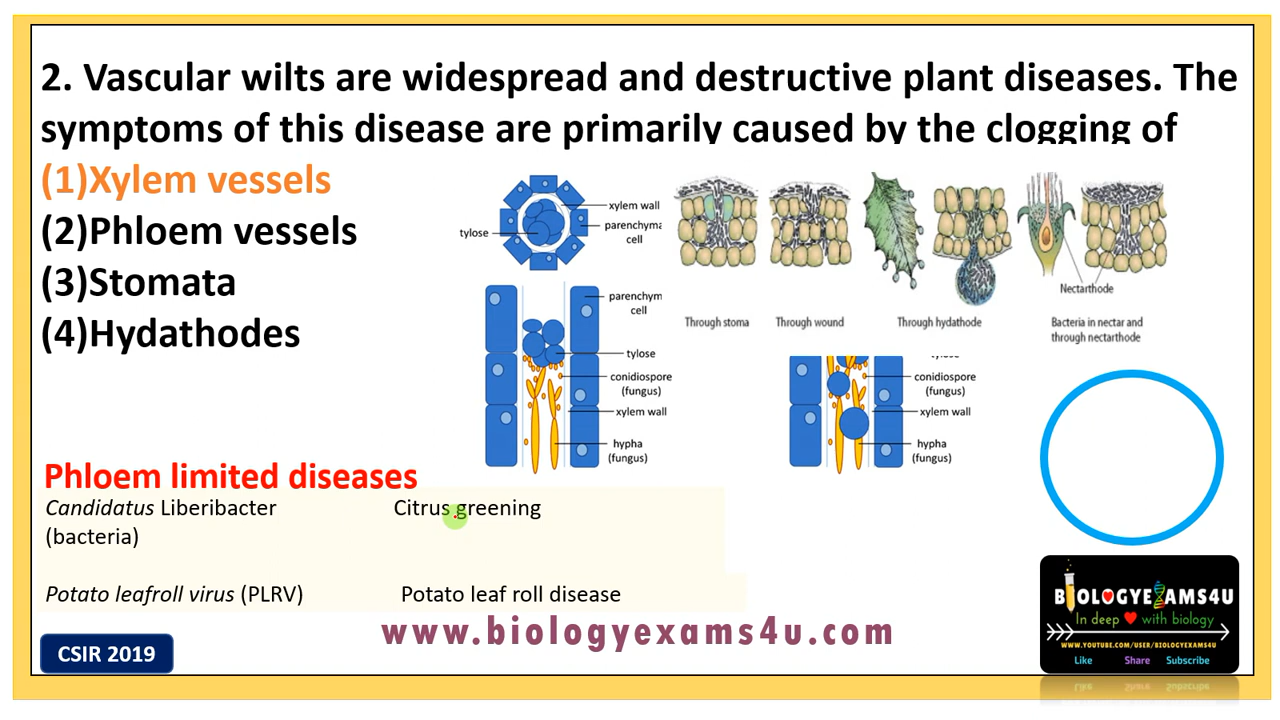 2. Vascular wilts are widespread and destructive plant diseases. The
symptoms of this disease are primarily caused by the clogging of
(1)Xylem vessels
(2)Phloem vessels
(3)Stomata
(4)Hydathodes
xylem wall
tylose
parenchyma
cell
parenchym
cell
tylose
conidiospore
(fungus)
xylem wall
hypha
(fungus)
Through stoma
Through wound
Through hydathode
Nectarthode
Bacteria in nectar and
through nectarthode
conidiospore
(fungus)
xylem wall
hypha
(fungus)
Phloem limited diseases
Candidatus Liberibacter
(bacteria)
Citrus greening
Potato leafroll virus (PLRV)
Potato leaf roll disease
www.biologyexams4u.com
CSIR 2019
BIOLOGYEXAMS4U
In deep with biology
WWW.YOUTUBE.COM/USER/BIOLOGYEXAMS4U
Like Share Subscribe